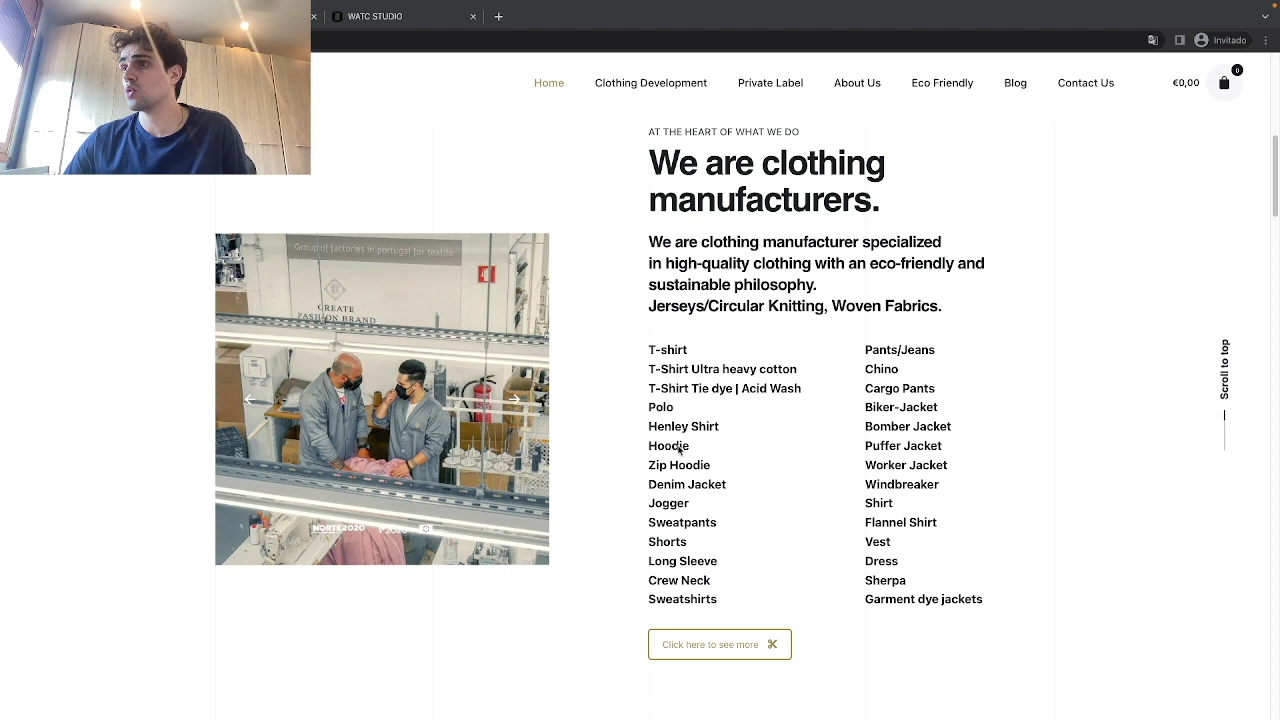 WATC STUDIO
Invitado
Home
Clothing Development
Private Label
About Us
Eco Friendly
Blog
Contact Us
€0,00
0
AT THE HEART OF WHAT WE DO
We are clothing
manufacturers.
We are clothing manufacturer specialized
in high-quality clothing with an eco-friendly and
sustainable philosophy.
Jerseys/Circular Knitting, Woven Fabrics.
Group of factories in portugal for textile
CREATE
FASHION BRAND
NORTE2020
T-shirt
T-Shirt Ultra heavy cotton
T-Shirt Tie dye | Acid Wash
Polo
Henley Shirt
Hoodie
Zip Hoodie
Denim Jacket
Jogger
Sweatpants
Shorts
Long Sleeve
Crew Neck
Sweatshirts
Pants/Jeans
Chino
Cargo Pants
Biker-Jacket
Bomber Jacket
Puffer Jacket
Worker Jacket
Windbreaker
Shirt
Flannel Shirt
Vest
Dress
Sherpa
Garment dye jackets
Click here to see more
Scroll to top